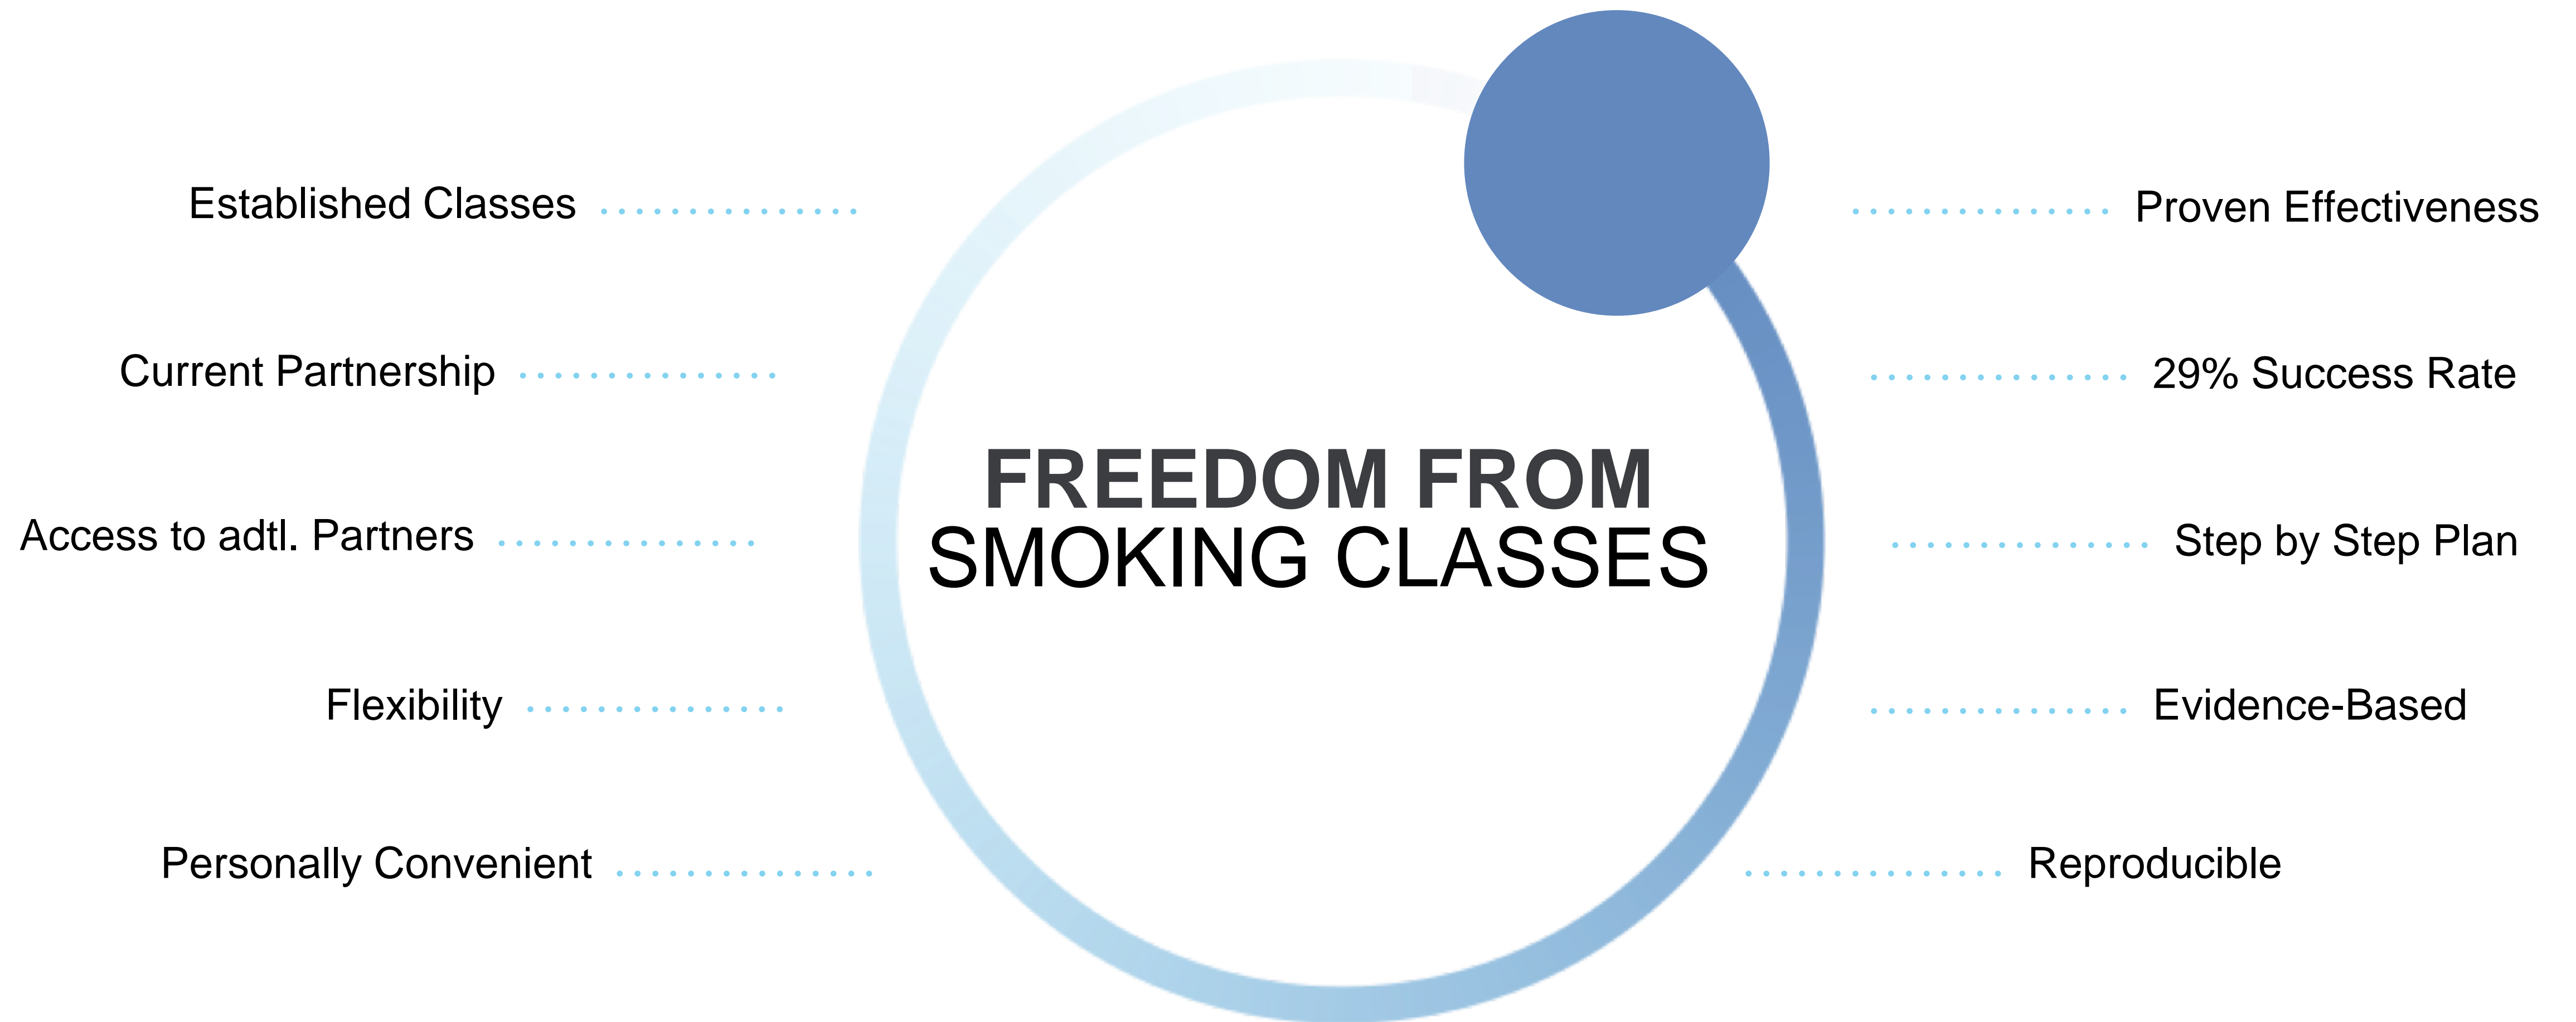 Established Classes
Current Partnership
Access to adtl. Partners
Flexibility
Personally Convenient
FREEDOM FROM
SMOKING CLASSES
Proven Effectiveness
29% Success Rate
Step by Step Plan
Evidence-Based
Reproducible